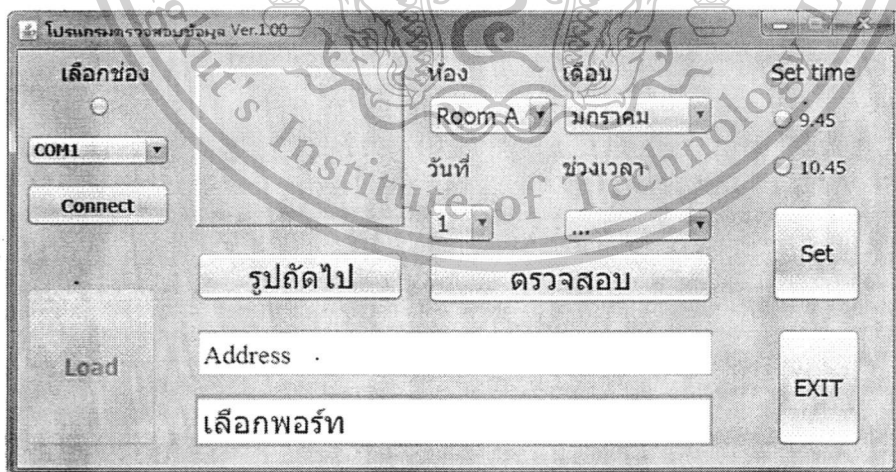 โปรแกรมตรวจสอบข้อมูล Ver.1.00
เลือกช่อง
ห้อง
เดือน
Set time
Room A
มกราคม
9.45
COM1
วันที่
ช่วงเวลา
10.45
Connect
1
...
Set
รูปถัดไป
ตรวจสอบ
Load
Address
EXIT
เลือกพอร์ท
gkut's Institute of Technology L